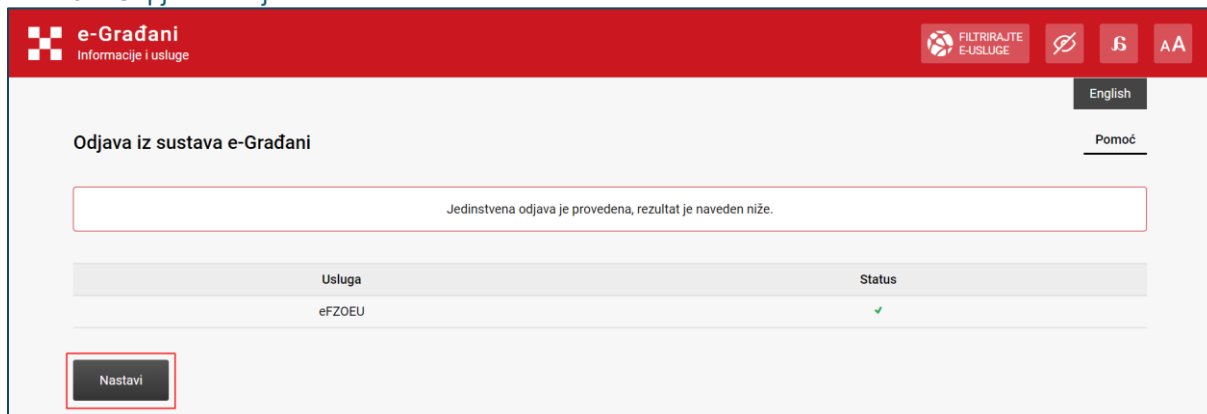 e-Građani
Informacije i usluge
FILTRIRAJTE
E-USLUGE
AA
English
Odjava iz sustava e-Građani
Pomoć
Jedinstvena odjava je provedena, rezultat je naveden niže.
Usluga Status
eFZOEU
Nastavi